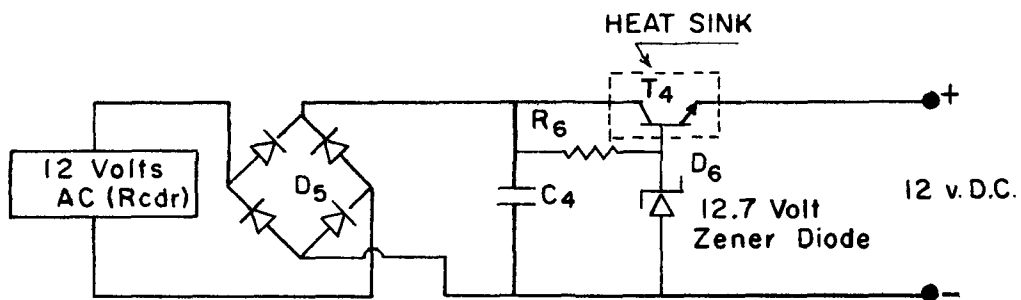 HEAT SINK
T4
+
R6
12 Volts
AC (Rcdr)
D5
C4
D6
12.7 Volt
Zener Diode
12 v. D.C.
-